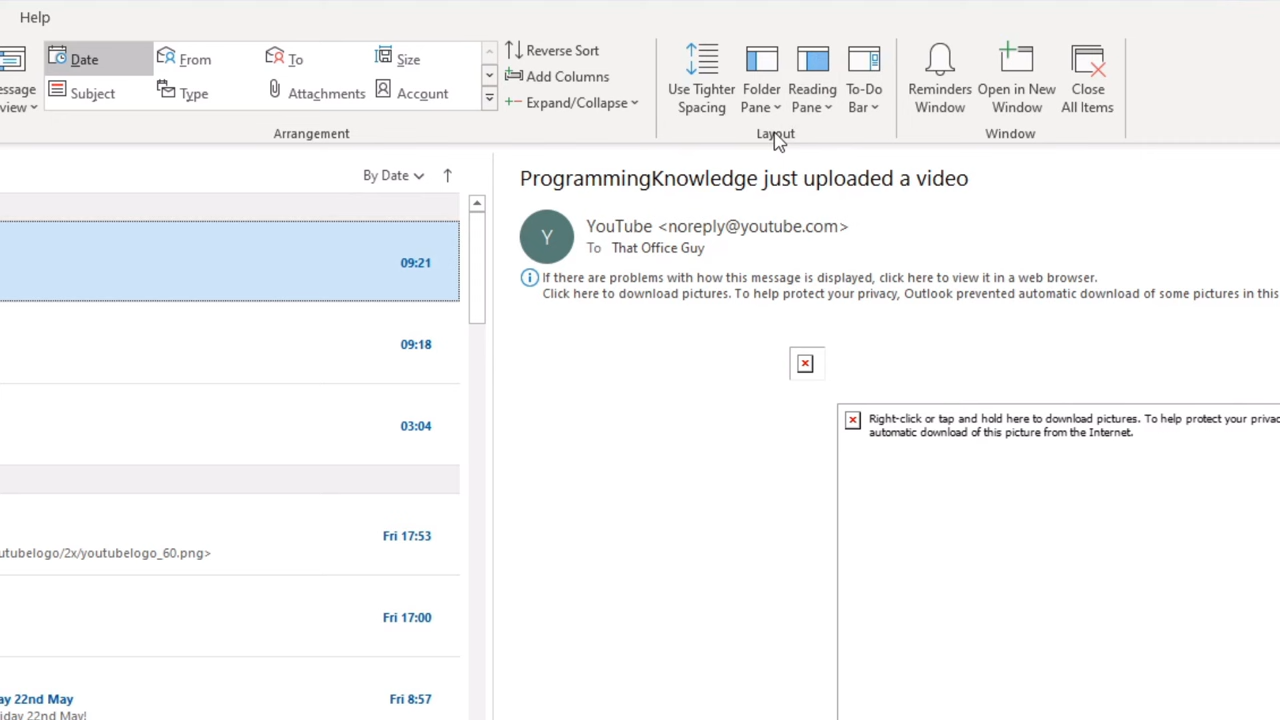 Help
Date
From
To
Size
Subject
Type
Attachments
Account
Reverse Sort
Add Columns
Expand/Collapse
Arrangement
Use Tighter
Spacing
Folder
Pane
Reading
Pane
To-Do
Bar
Layout
Reminders
Window
Open in New
Window
Close
All Items
Window
By Date
09:21
09:18
03:04
Fri 17:53
utubelogo/2x/youtubelogo_60.png>
Fri 17:00
ay 22nd May
Fri 8:57
riday 22nd May!
ProgrammingKnowledge just uploaded a video
Y
YouTube <noreply@youtube.com>
To That Office Guy
If there are problems with how this message is displayed, click here to view it in a web browser.
Click here to download pictures. To help protect your privacy, Outlook prevented automatic download of some pictures in this
Right-click or tap and hold here to download pictures. To help protect your privac
automatic download of this picture from the Internet.